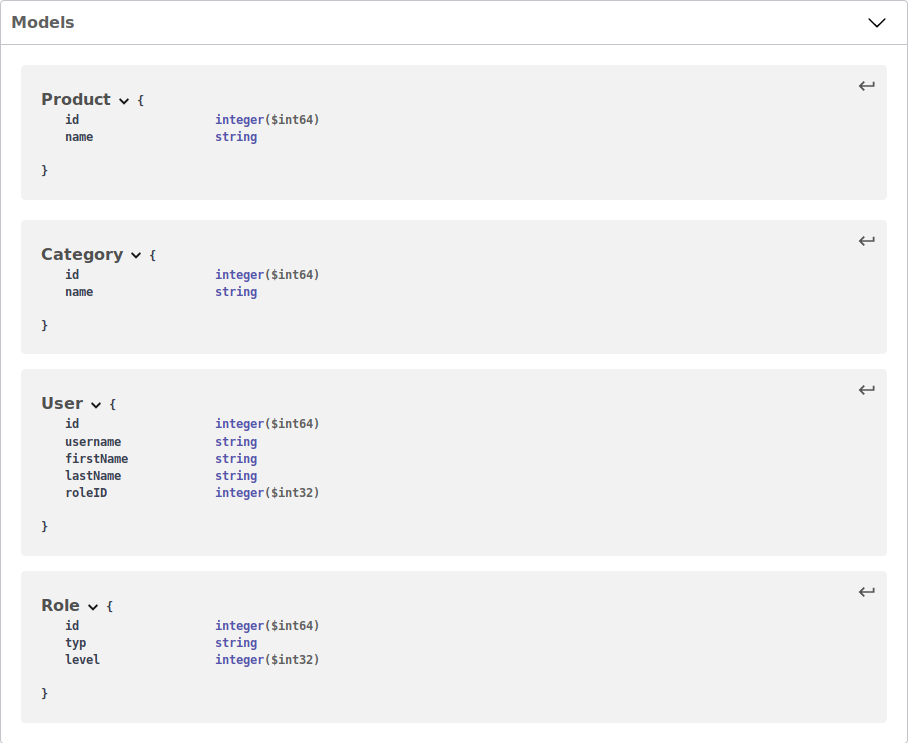 Models
Product {
id integer($int64)
name string
}
Category {
id integer($int64)
name string
}
User {
id integer($int64)
username string
firstName string
lastName string
roleID integer($int32)
}
Role {
id integer($int64)
typ string
level integer($int32)
}